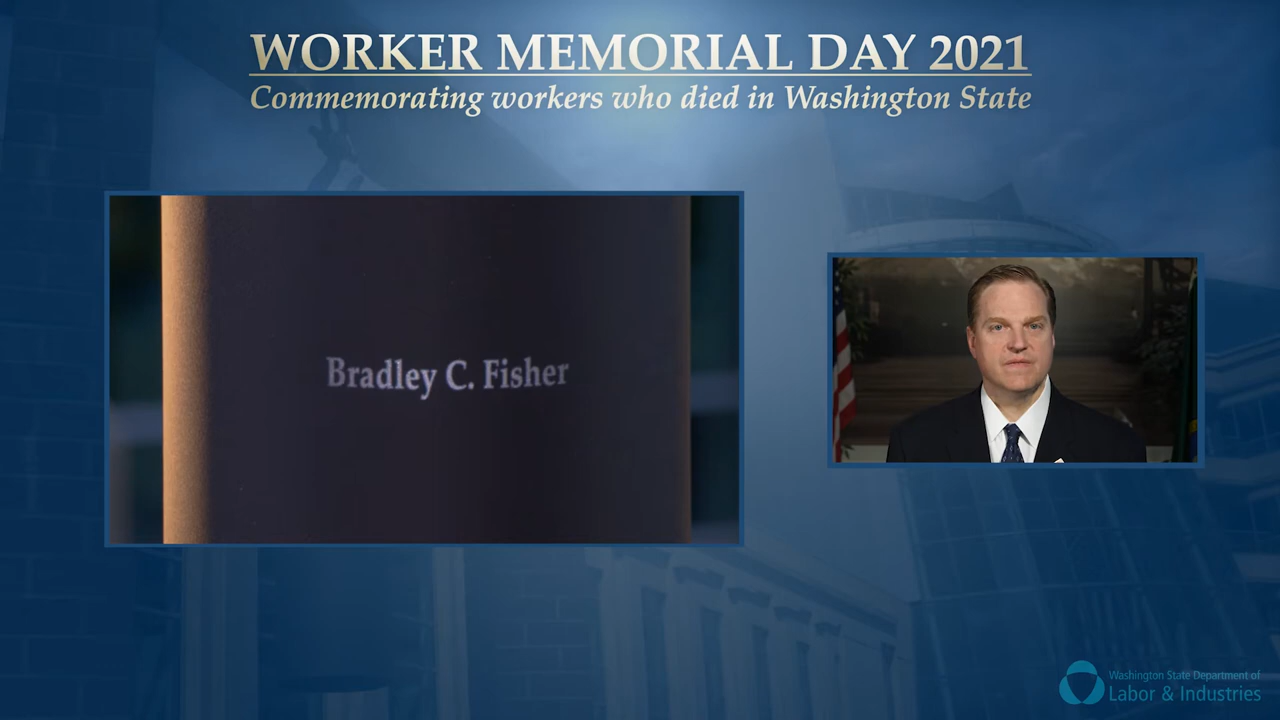 WORKER MEMORIAL DAY 2021
Commemorating workers who died in Washington State
Bradley C. Fisher
Washington State Department of
Labor & Industries